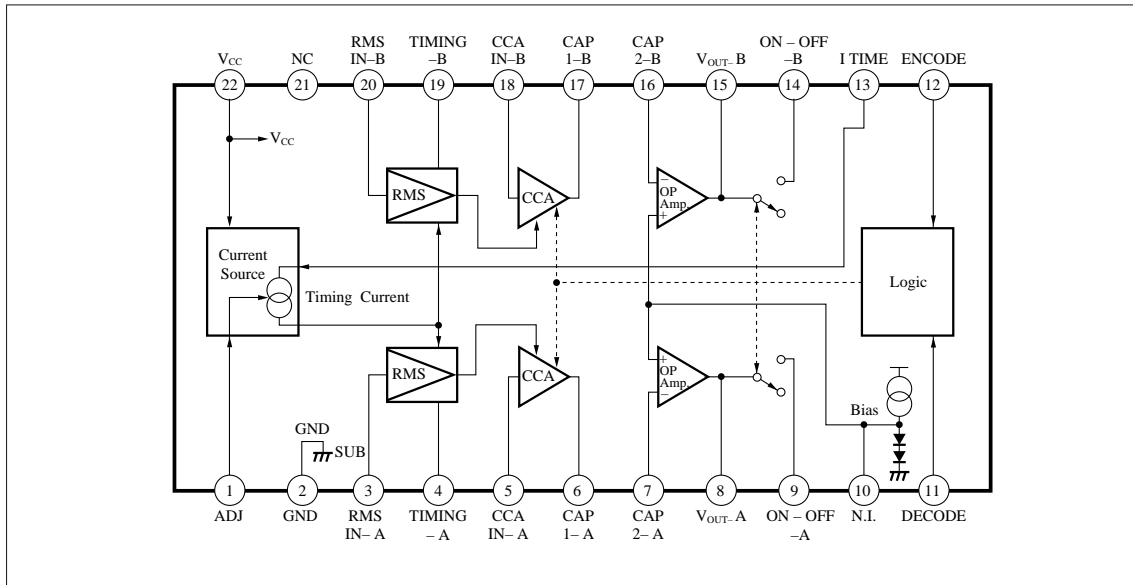 VCC
NC
RMS
IN–B
TIMING
–B
CCA
IN–B
CAP
1–B
CAP
2–B
VOUT– B
ON – OFF
–B
I TIME
ENCODE
22
21
20
19
18
17
16
15
14
13
12
VCC
RMS
CCA
–
OP
Amp.
+
Current
Source
Timing Current
Logic
RMS
CCA
+
OP
Amp.
–
Bias
GND
SUB
1
2
3
4
5
6
7
8
9
10
11
ADJ
GND
RMS
IN– A
TIMING
– A
CCA
IN– A
CAP
1– A
CAP
2– A
VOUT– A
ON – OFF
–A
N.I.
DECODE